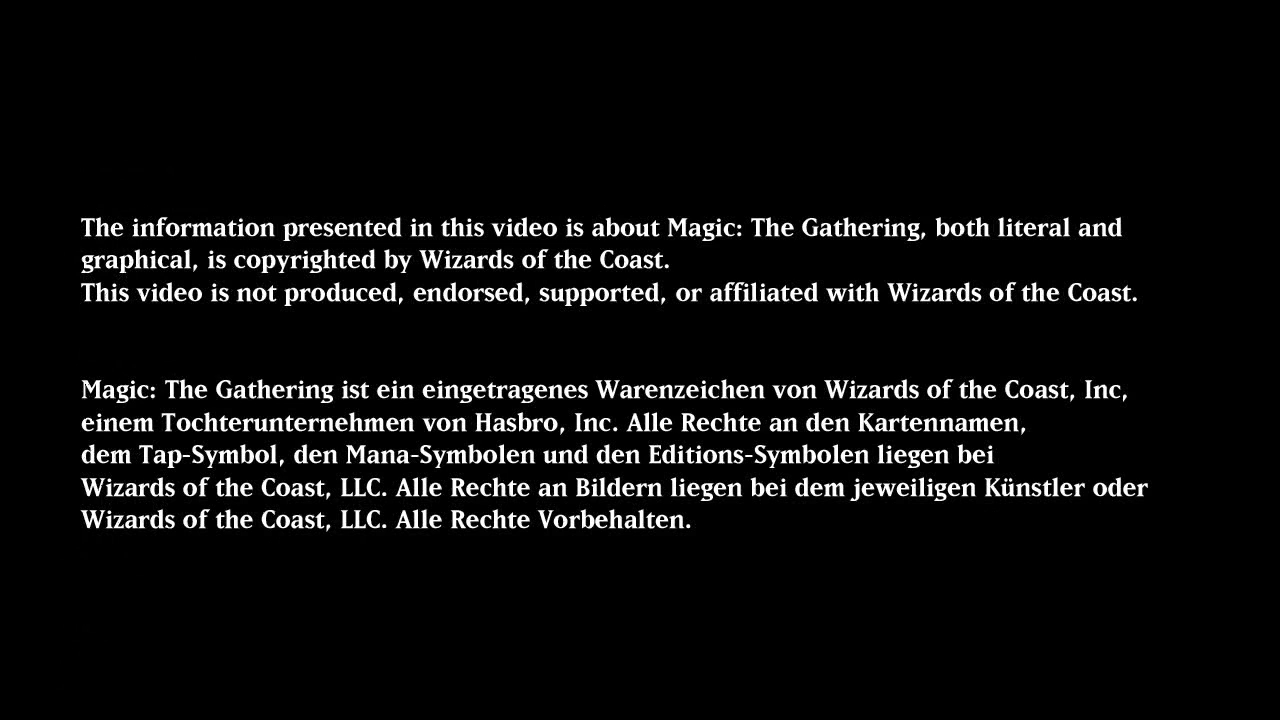 The information presented in this video is about Magic: The Gathering, both literal and
graphical, is copyrighted by Wizards of the Coast.
This video is not produced, endorsed, supported, or affiliated with Wizards of the Coast.
Magic: The Gathering ist ein eingetragenes Warenzeichen von Wizards of the Coast, Inc,
einem Tochterunternehmen von Hasbro, Inc. Alle Rechte an den Kartennamen,
dem Tap-Symbol, den Mana-Symbolen und den Editions-Symbolen liegen bei
Wizards of the Coast, LLC. Alle Rechte an Bildern liegen bei dem jeweiligen Künstler oder
Wizards of the Coast, LLC. Alle Rechte Vorbehalten.